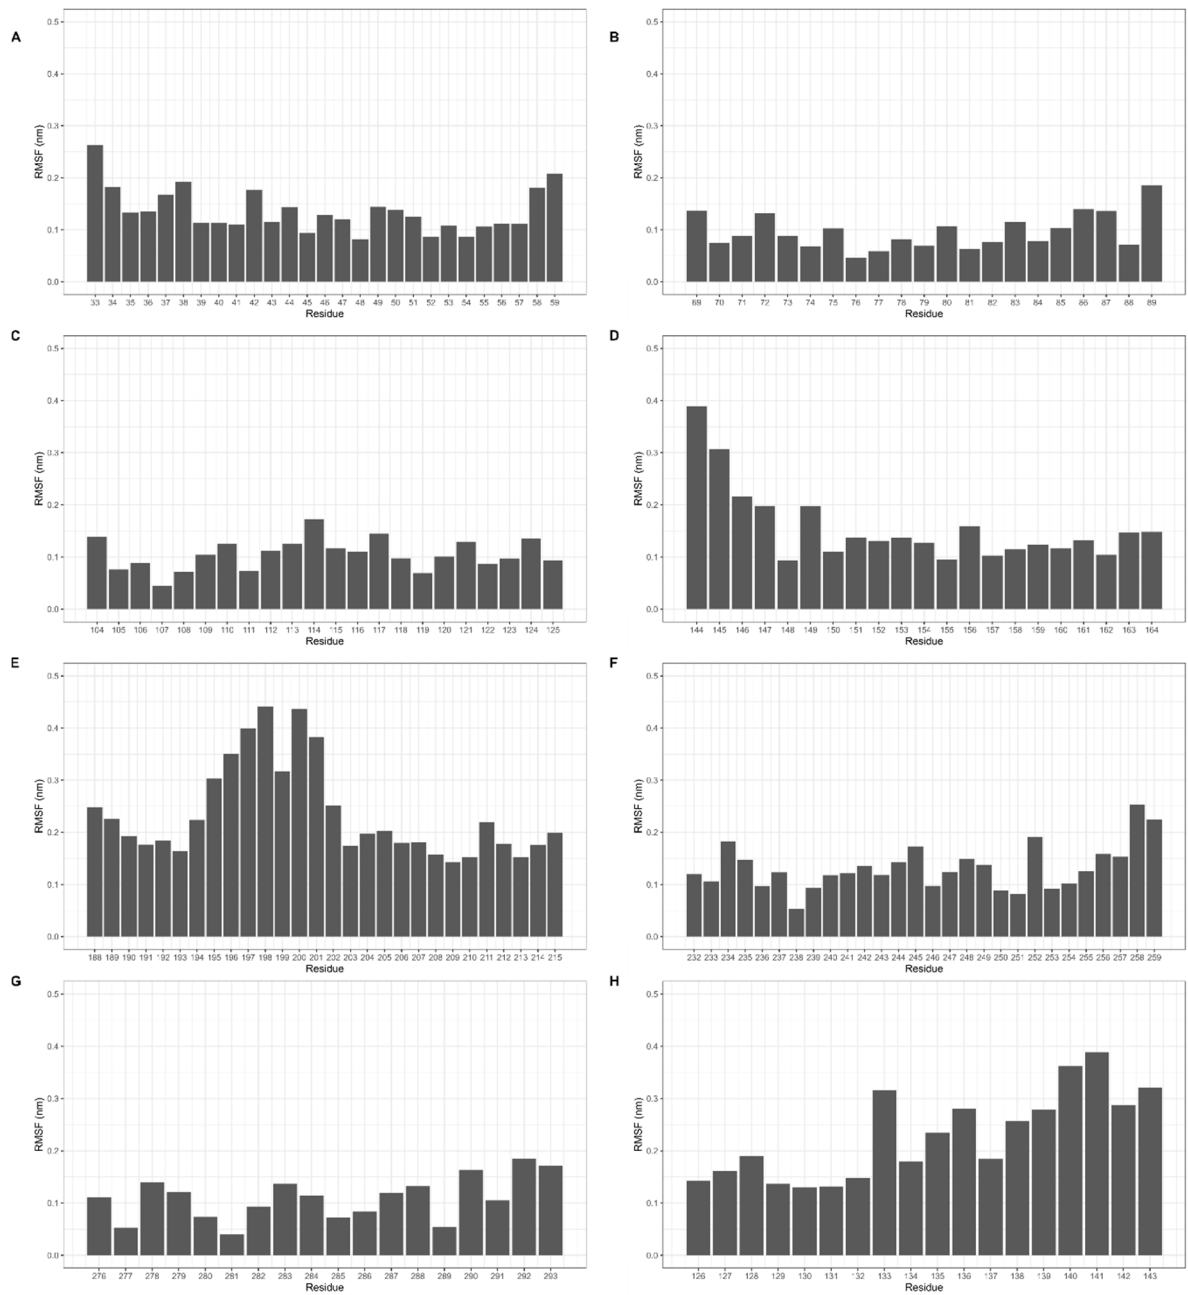 A
B
0.5
0.4
0.3
0.2
0.1
0.0
RMSF (nm)
33 34 35 36 37 38 39 40 41 42 43 44 45 46 47 48 49 50 51 52 53 54 55 56 57 58 59
Residue
0.5
0.4
0.3
0.2
0.1
0.0
RMSF (nm)
69 70 71 72 73 74 75 76 77 78 79 80 81 82 83 84 85 86 87 88 89
Residue
C
D
0.5
0.4
0.3
0.2
0.1
0.0
RMSF (nm)
104 105 106 107 108 109 110 111 112 113 114 115 116 117 118 119 120 121 122 123 124 125
Residue
0.5
0.4
0.3
0.2
0.1
0.0
RMSF (nm)
144 145 146 147 148 149 150 151 152 153 154 155 156 157 158 159 160 161 162 163 164
Residue
E
F
0.5
0.4
0.3
0.2
0.1
0.0
RMSF (nm)
188 189 190 191 192 193 194 195 196 197 198 199 200 201 202 203 204 205 206 207 208 209 210 211 212 213 214 215
Residue
0.5
0.4
0.3
0.2
0.1
0.0
RMSF (nm)
232 233 234 235 236 237 238 239 240 241 242 243 244 245 246 247 248 249 250 251 252 253 254 255 256 257 258 259
Residue
G
H
0.5
0.4
0.3
0.2
0.1
0.0
RMSF (nm)
276 277 278 279 280 281 282 283 284 285 286 287 288 289 290 291 292 293
Residue
0.5
0.4
0.3
0.2
0.1
0.0
RMSF (nm)
126 127 128 129 130 131 132 133 134 135 136 137 138 139 140 141 142 143
Residue